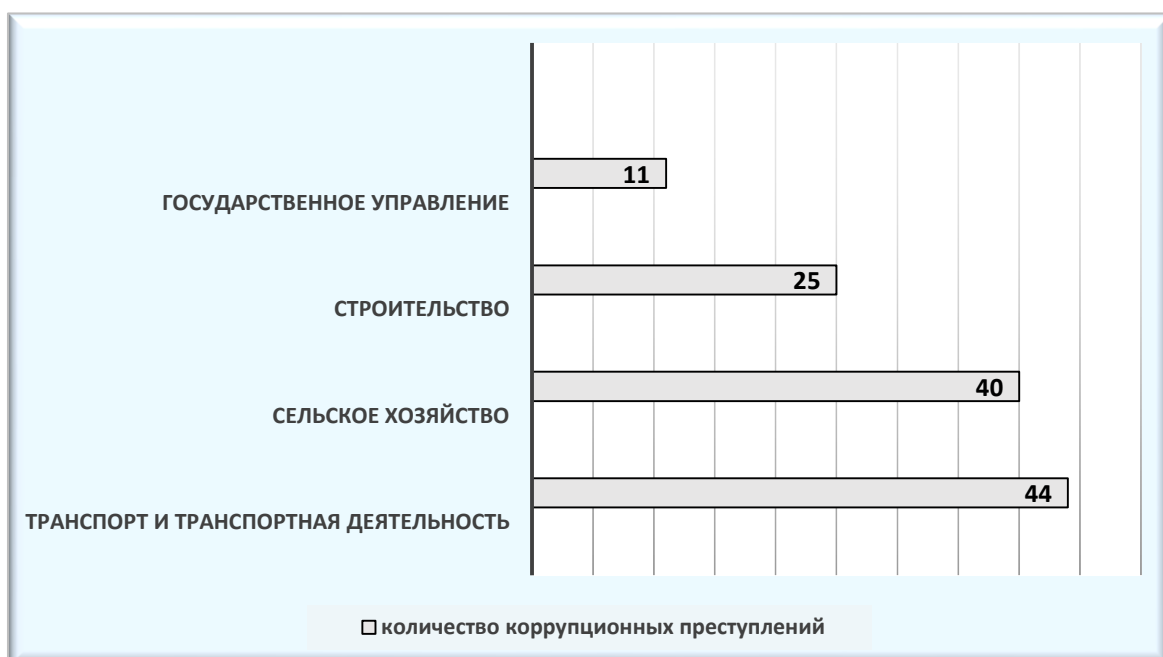 11
ГОСУДАРСТВЕННОЕ УПРАВЛЕНИЕ
25
СТРОИТЕЛЬСТВО
40
СЕЛЬСКОЕ ХОЗЯЙСТВО
44
ТРАНСПОРТ И ТРАНСПОРТНАЯ ДЕЯТЕЛЬНОСТЬ
количество коррупционных преступлений